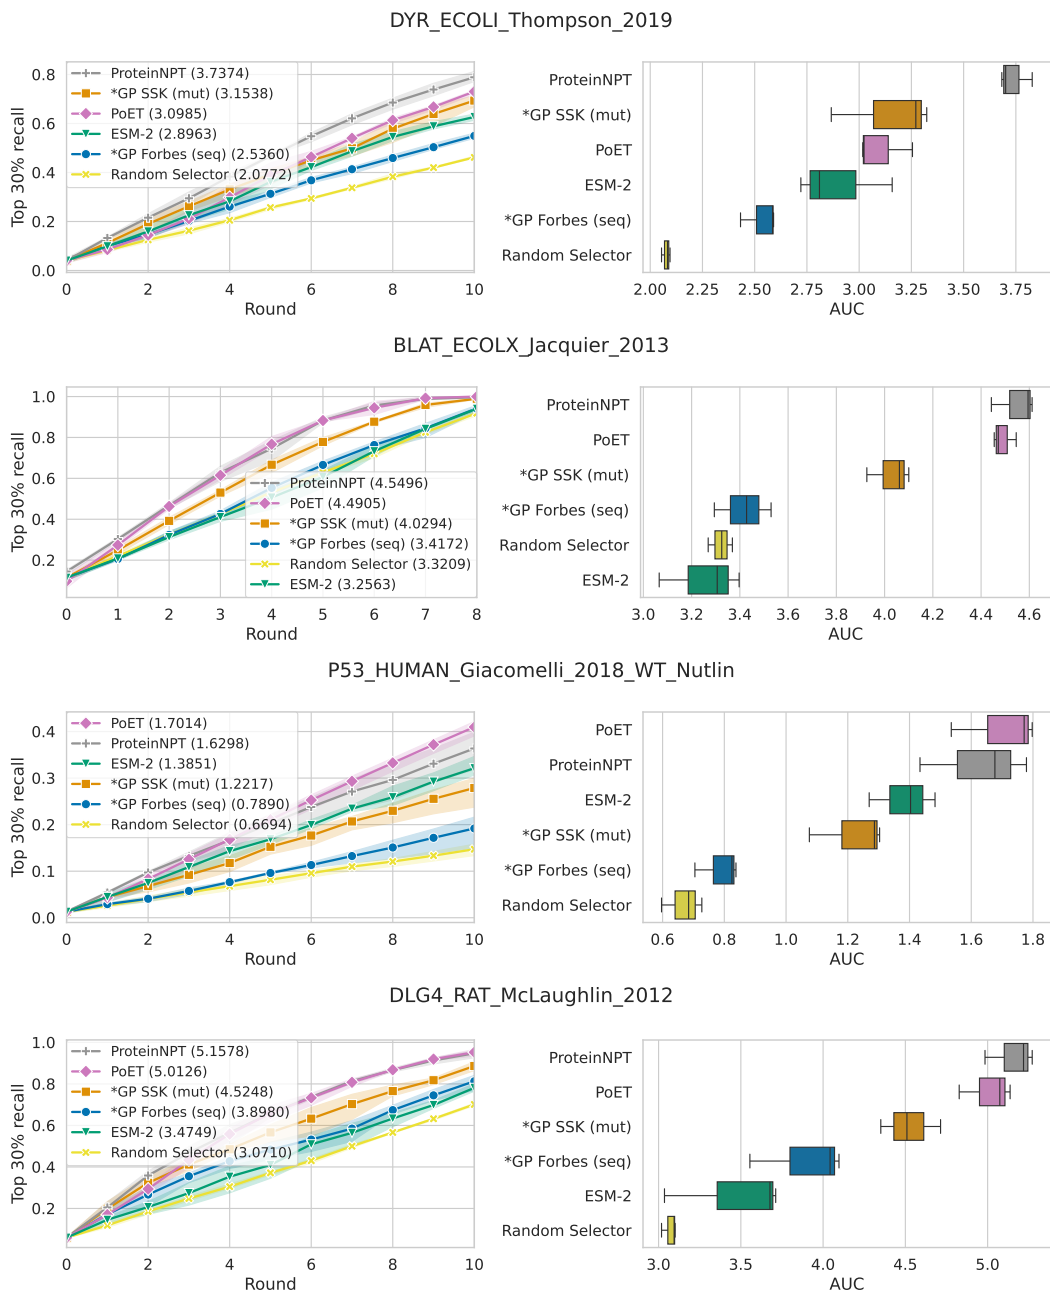 DYR_ECOLI_Thompson_2019
Top 30% recall
0.8
0.6
0.4
0.2
0.0
ProteinNPT (3.7374)
*GP SSK (mut) (3.1538)
PoET (3.0985)
ESM-2 (2.8963)
*GP Forbes (seq) (2.5360)
Random Selector (2.0772)
0 2 4 6 8 10
Round
ProteinNPT
*GP SSK (mut)
PoET
ESM-2
*GP Forbes (seq)
Random Selector
2.00 2.25 2.50 2.75 3.00 3.25 3.50 3.75
AUC
BLAT_ECOLX_Jacquier_2013
Top 30% recall
1.0
0.8
0.6
0.4
0.2
ProteinNPT (4.5496)
PoET (4.4905)
*GP SSK (mut) (4.0294)
*GP Forbes (seq) (3.4172)
Random Selector (3.3209)
ESM-2 (3.2563)
0 1 2 3 4 5 6 7 8
Round
ProteinNPT
PoET
*GP SSK (mut)
*GP Forbes (seq)
Random Selector
ESM-2
3.0 3.2 3.4 3.6 3.8 4.0 4.2 4.4 4.6
AUC
P53_HUMAN_Giacomelli_2018_WT_Nutlin
Top 30% recall
0.4
0.3
0.2
0.1
0.0
PoET (1.7014)
ProteinNPT (1.6298)
ESM-2 (1.3851)
*GP SSK (mut) (1.2217)
*GP Forbes (seq) (0.7890)
Random Selector (0.6694)
0 2 4 6 8 10
Round
PoET
ProteinNPT
ESM-2
*GP SSK (mut)
*GP Forbes (seq)
Random Selector
0.6 0.8 1.0 1.2 1.4 1.6 1.8
AUC
DLG4_RAT_McLaughlin_2012
Top 30% recall
1.0
0.8
0.6
0.4
0.2
ProteinNPT (5.1578)
PoET (5.0126)
*GP SSK (mut) (4.5248)
*GP Forbes (seq) (3.8980)
ESM-2 (3.4749)
Random Selector (3.0710)
0 2 4 6 8 10
Round
ProteinNPT
PoET
*GP SSK (mut)
*GP Forbes (seq)
ESM-2
Random Selector
3.0 3.5 4.0 4.5 5.0
AUC